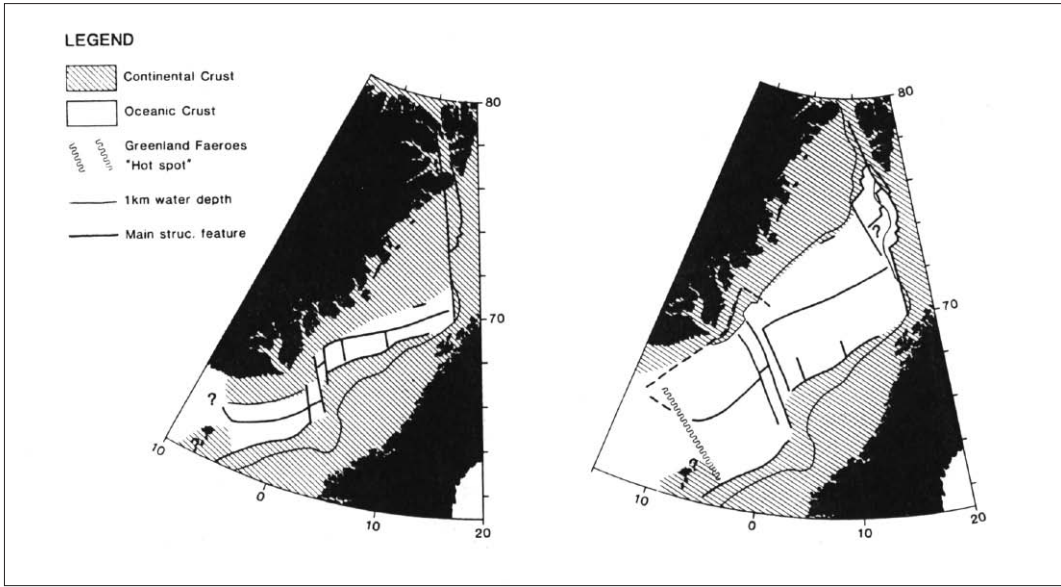 LEGEND
Continental Crust
Oceanic Crust
Greenland Faeroes
"Hot spot"
1km water depth
Main struc. feature
80
70
?
?
10
0
10
20
80
?
70
?
10
0
10
20